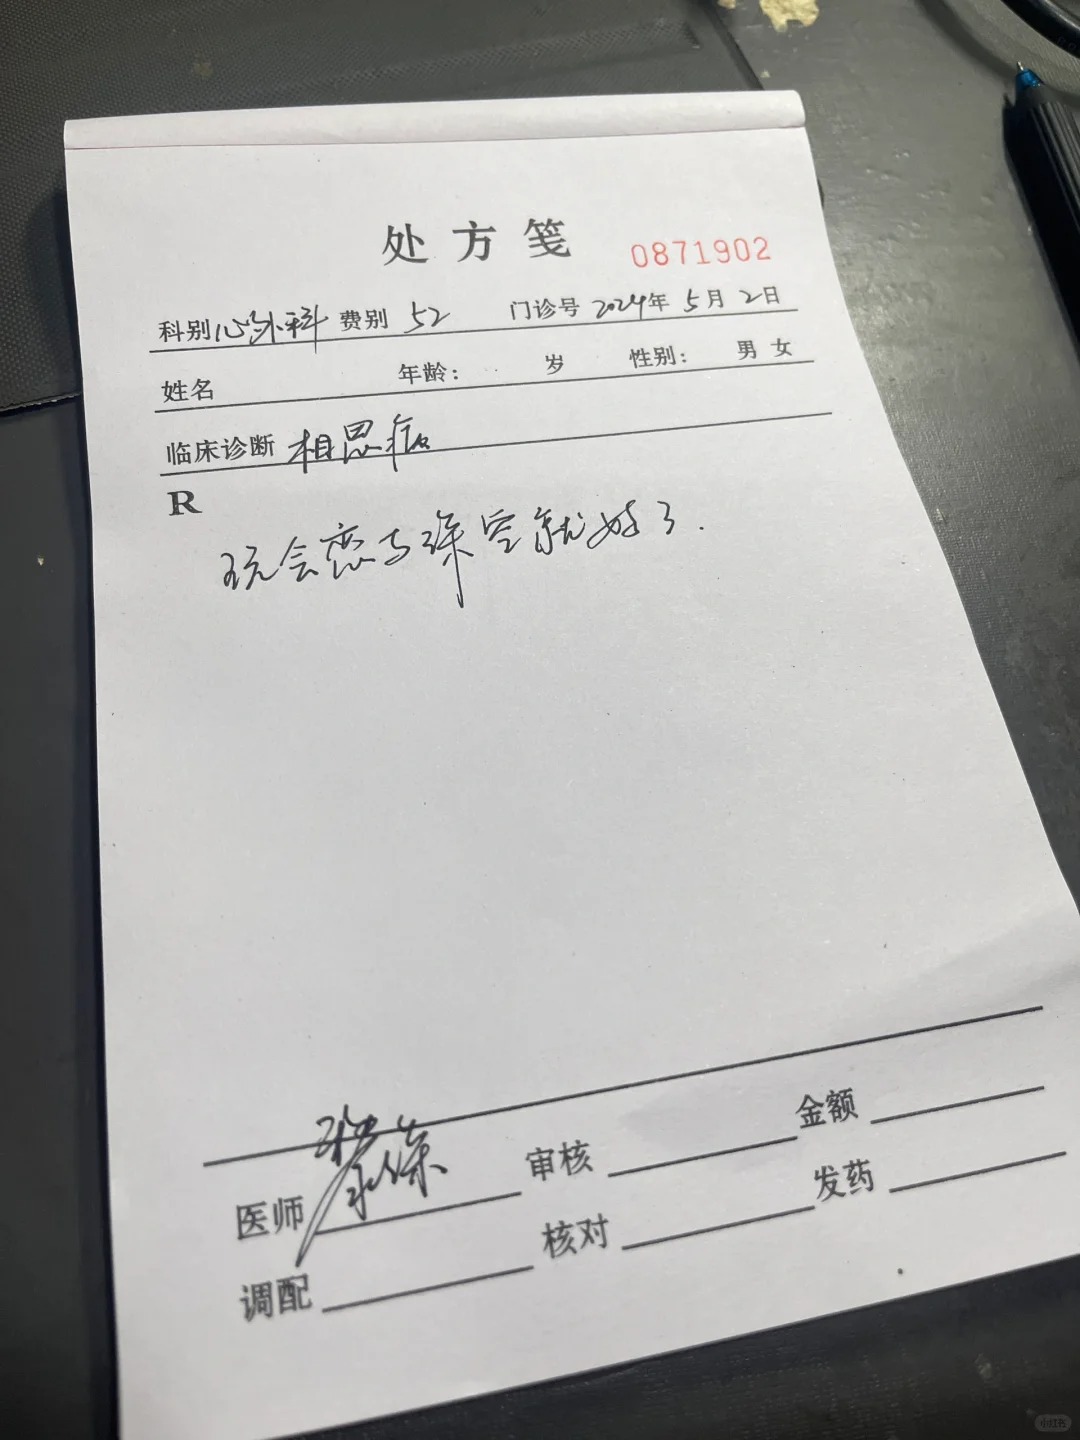 处方笺 0871902
科别 心外科 费别 52 门诊号 2024年 5月 2日
姓名 年龄: 岁 性别: 男 女
临床诊断 相思病
R
玩会恋与深空就好了.
医师 审核 金额
调配 核对 发药
小红书